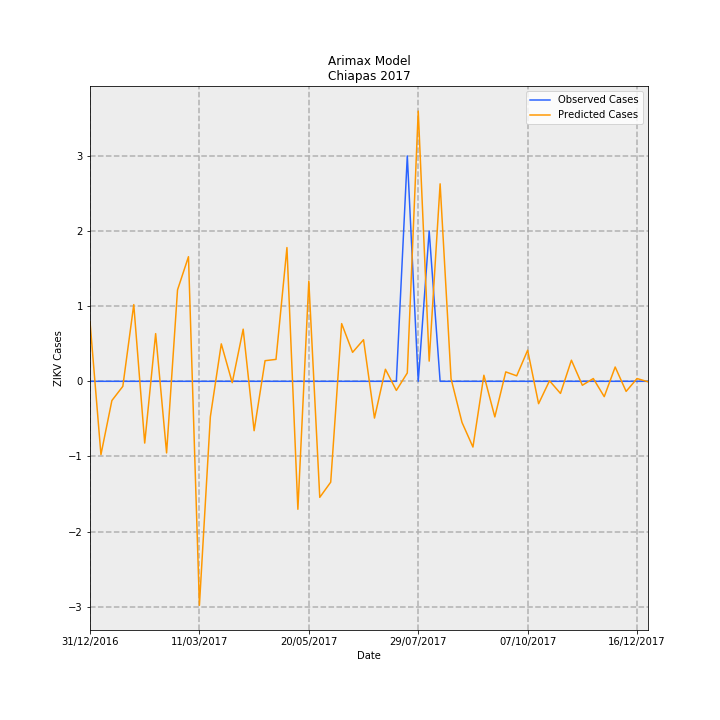 Arimax Model
Chiapas 2017
Observed Cases
Predicted Cases
ZIKV Cases
3
2
1
0
−1
−2
−3
31/12/2016
11/03/2017
20/05/2017
29/07/2017
07/10/2017
16/12/2017
Date